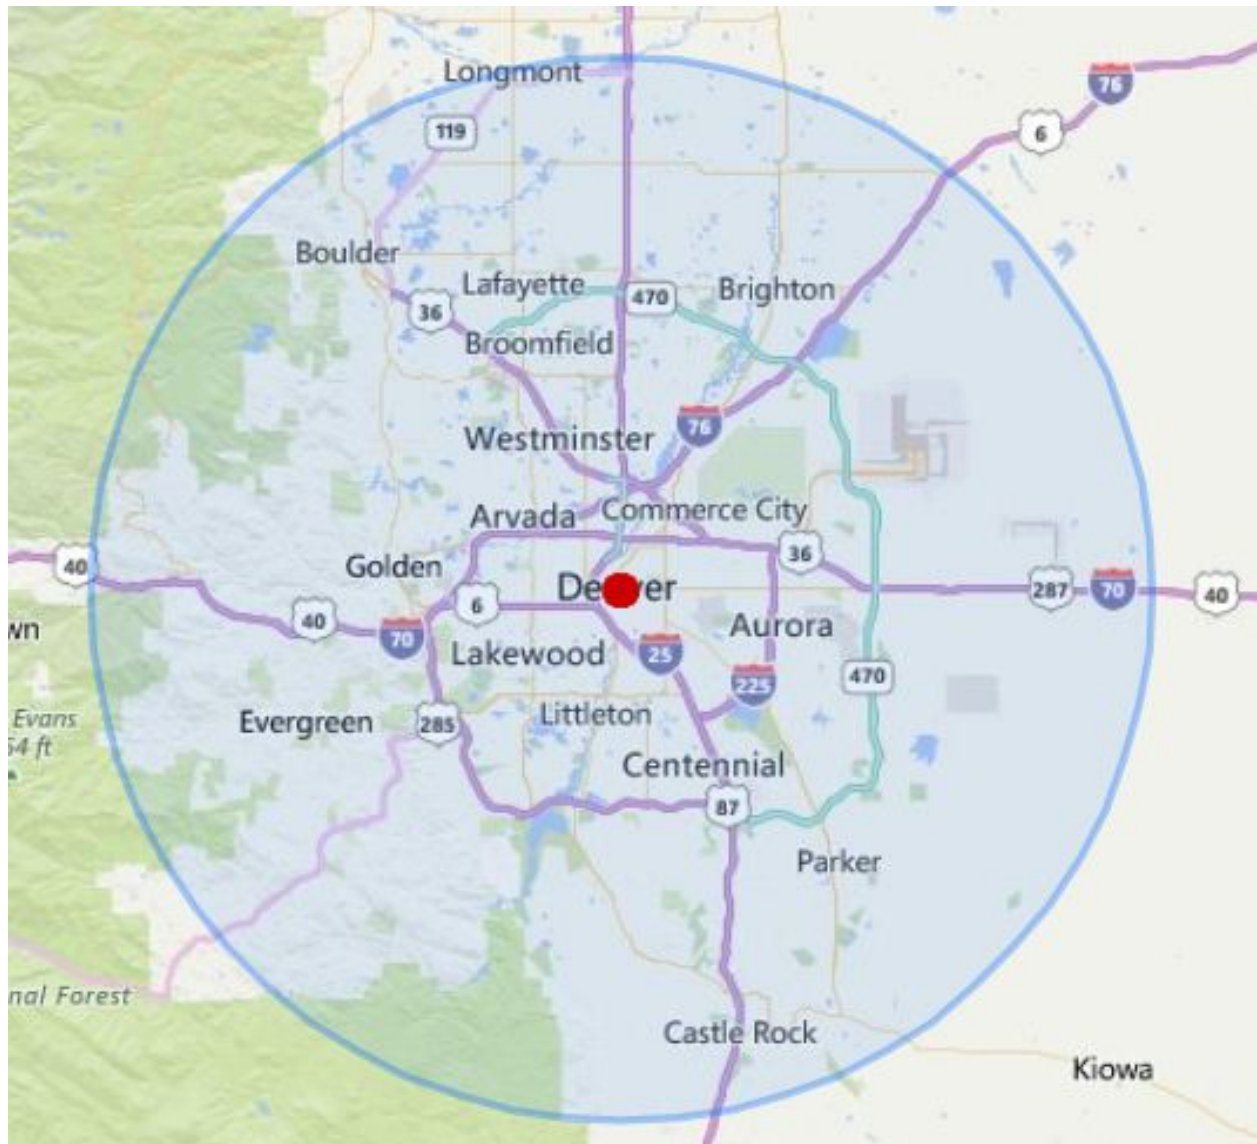 Longmont
76
119
6
Boulder
Lafayette
470
Brighton
36
Broomfield
76
Westminster
Arvada
Commerce City
36
40
Golden
Denver
6
287
70
40
40
70
wn
Aurora
Lakewood
25
470
225
Evans
54 ft
Evergreen
285
Littleton
Centennial
87
Parker
nal Forest
Castle Rock
Kiowa